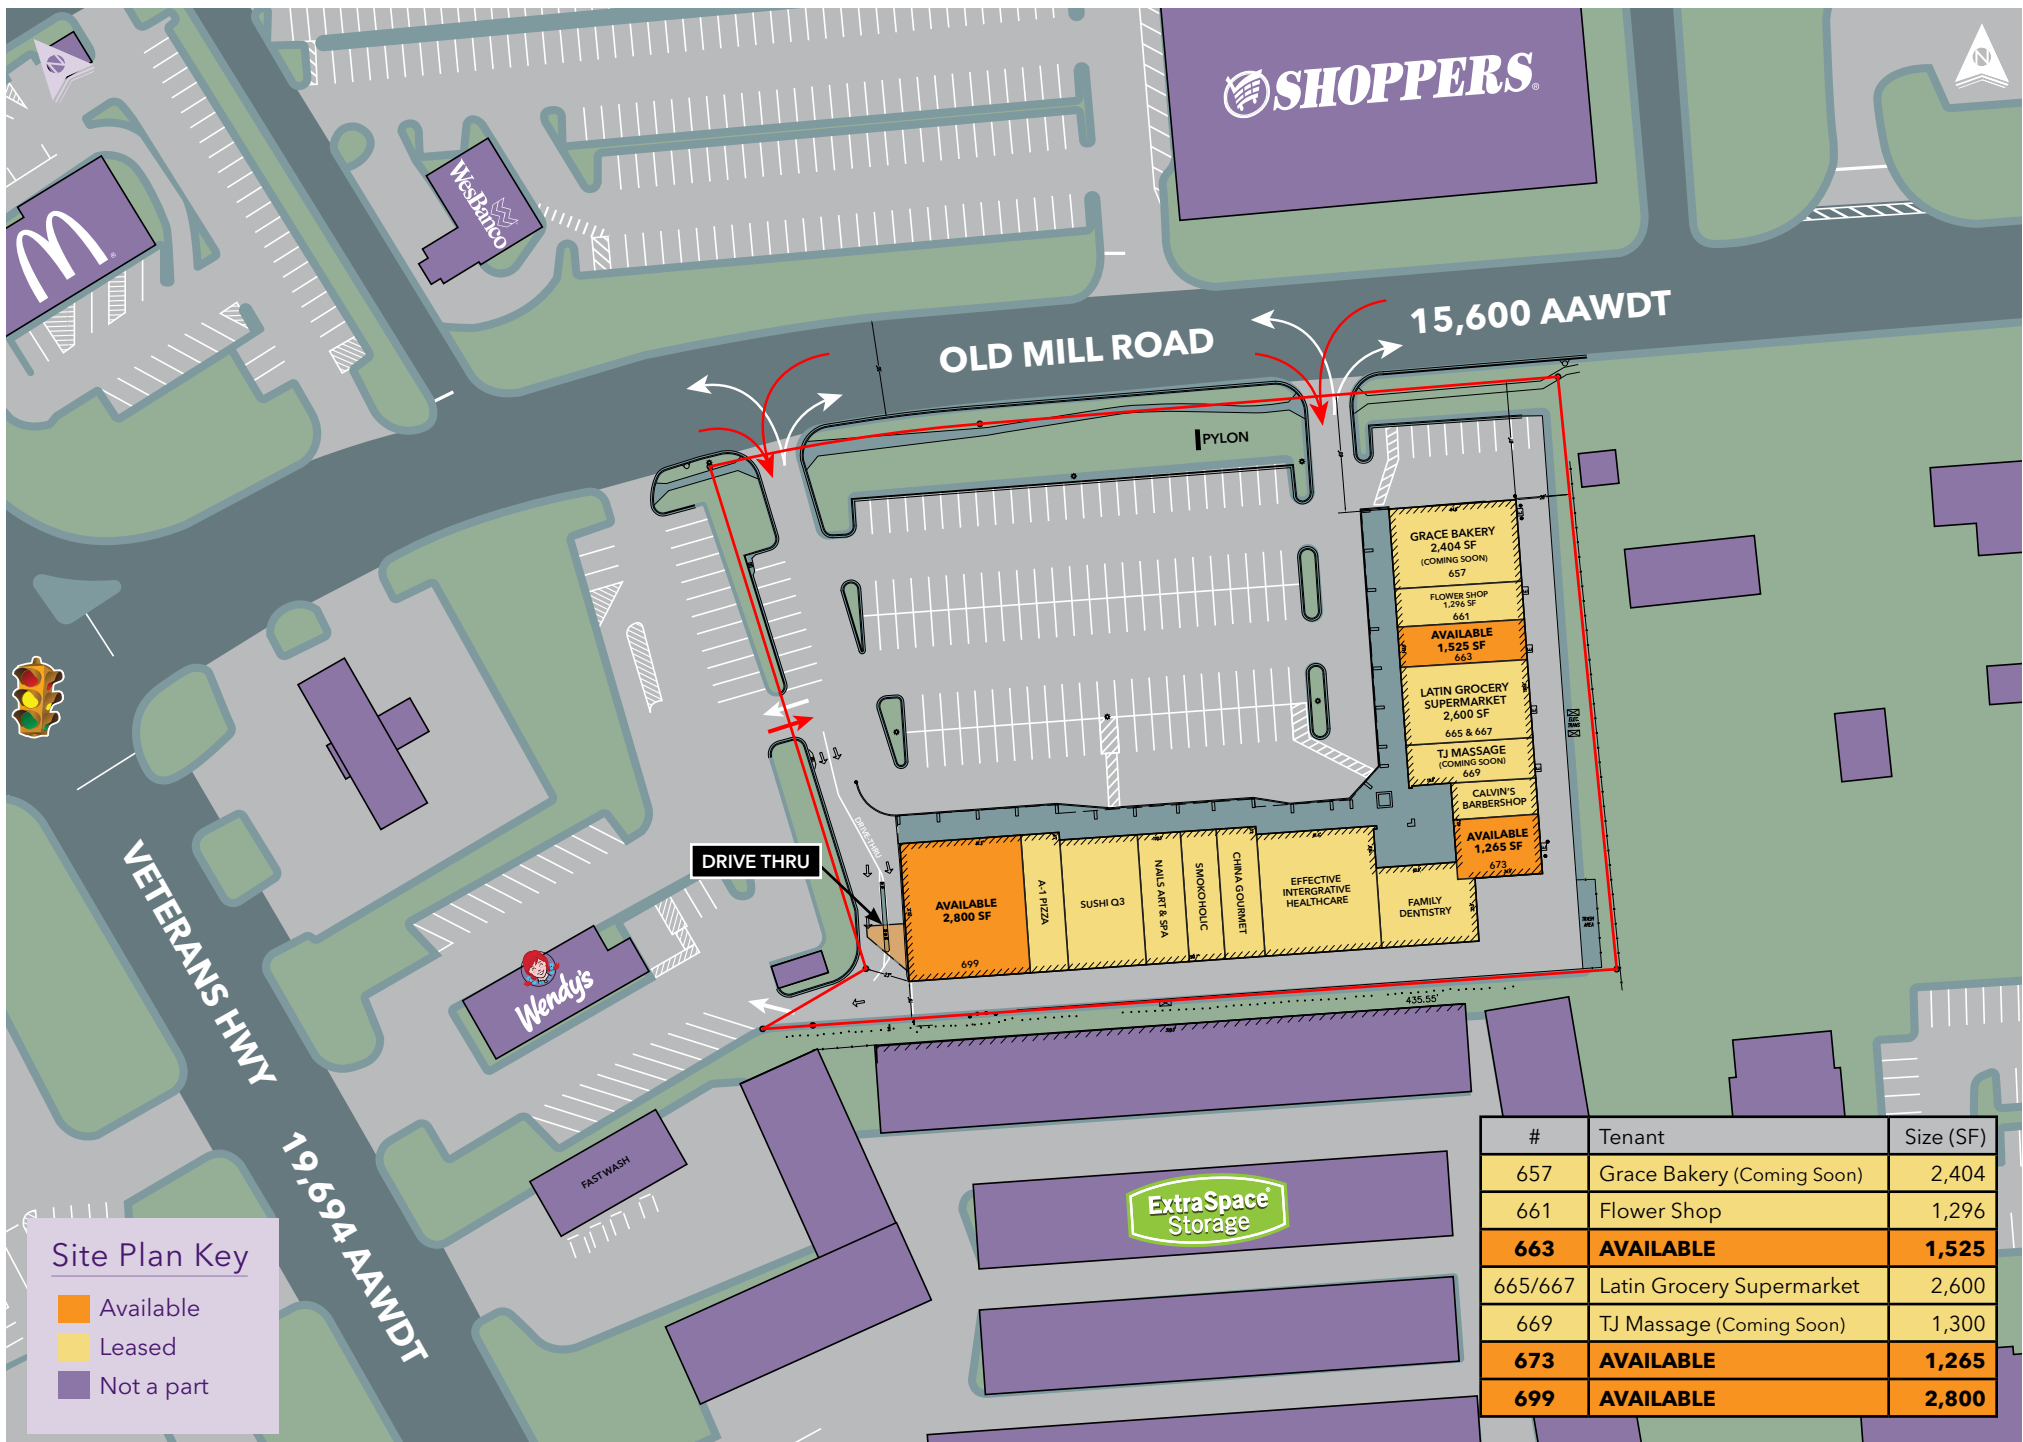 N
N
SHOPPERS®
WesBanco
OLD MILL ROAD
15,600 AAWDT
PYLON
GRACE BAKERY
2,404 SF
(COMING SOON)
657
FLOWER SHOP
1,296 SF
661
AVAILABLE
1,525 SF
663
LATIN GROCERY
SUPERMARKET
2,600 SF
665 & 667
TJ MASSAGE
(COMING SOON)
669
CALVIN'S
BARBERSHOP
AVAILABLE
1,265 SF
673
DRIVE-THRU
DRIVE THRU
AVAILABLE
2,800 SF
699
A-1 PIZZA
SUSHI Q3
NAILS ART & SPA
SMOKOHOLIC
CHINA GOURMET
EFFECTIVE
INTERGRATIVE
HEALTHCARE
FAMILY
DENTISTRY
435.55'
Wendy's
VETERANS HWY
19,694 AAWDT
FAST WASH
ExtraSpace®
Storage
Site Plan Key
Available
Leased
Not a part
# Tenant Size (SF)
657 Grace Bakery (Coming Soon) 2,404
661 Flower Shop 1,296
663 AVAILABLE 1,525
665/667 Latin Grocery Supermarket 2,600
669 TJ Massage (Coming Soon) 1,300
673 AVAILABLE 1,265
699 AVAILABLE 2,800